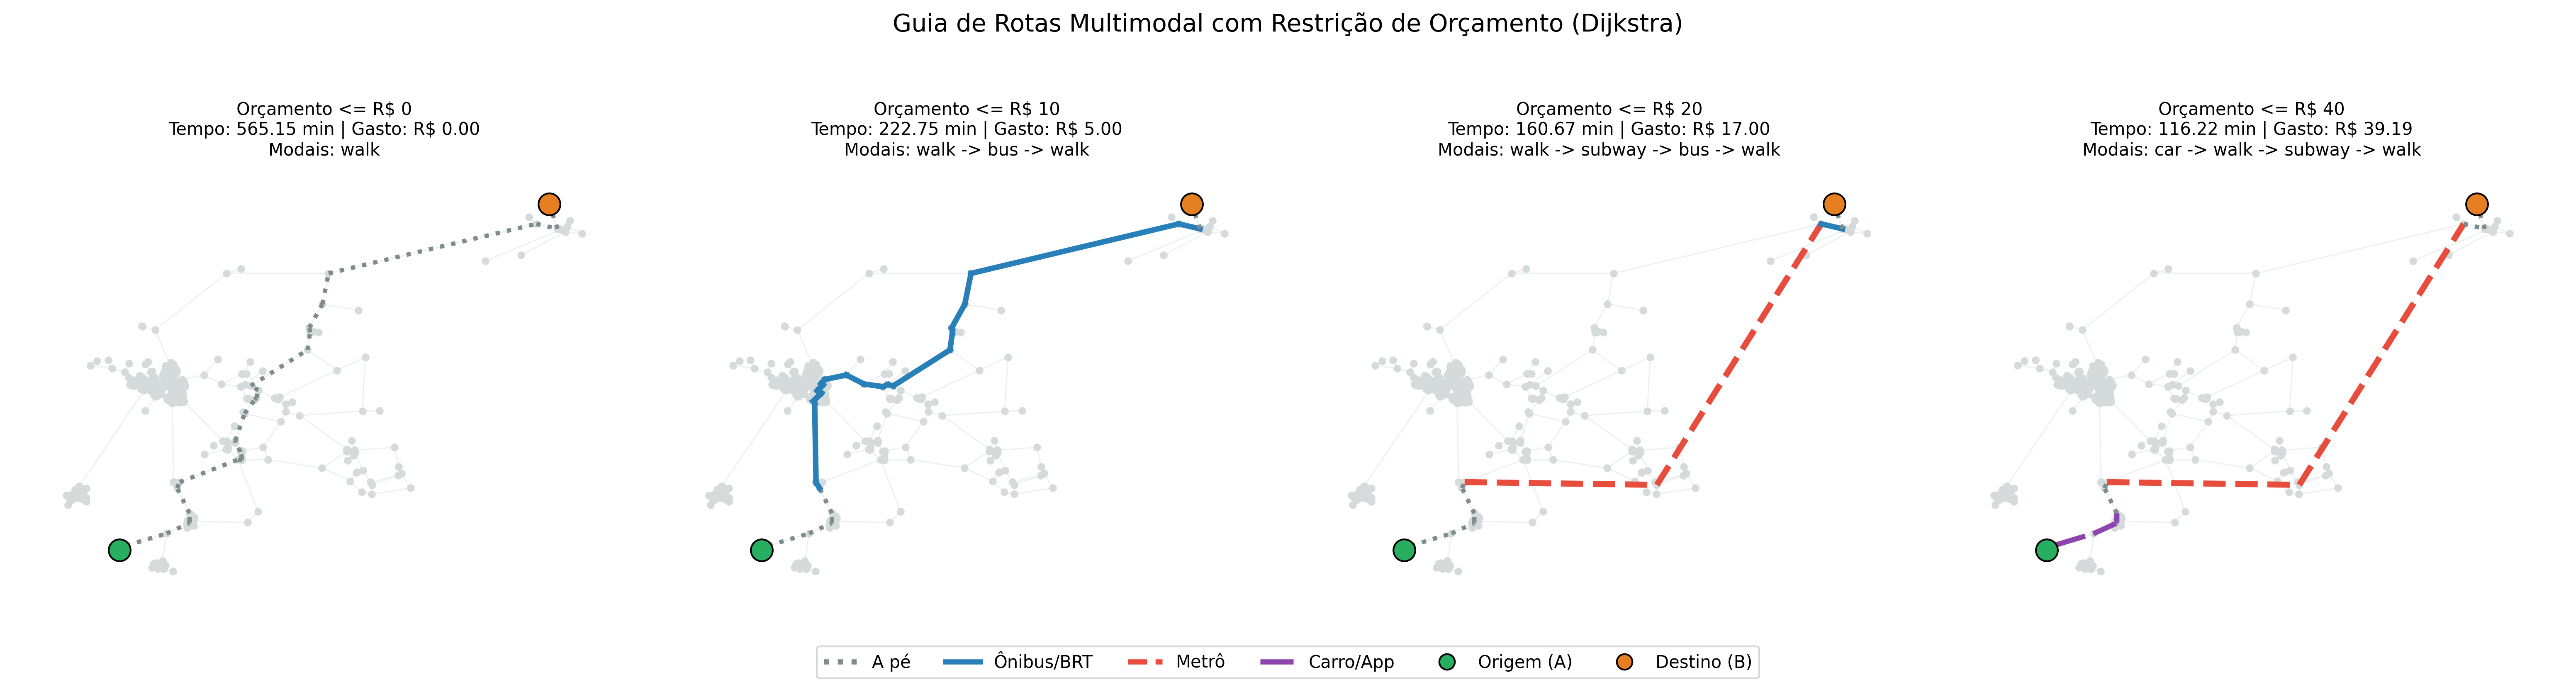 Guia de Rotas Multimodal com Restrição de Orçamento (Dijkstra)
Orçamento <= R$ 0
Tempo: 565.15 min | Gasto: R$ 0.00
Modais: walk
Orçamento <= R$ 10
Tempo: 222.75 min | Gasto: R$ 5.00
Modais: walk -> bus -> walk
Orçamento <= R$ 20
Tempo: 160.67 min | Gasto: R$ 17.00
Modais: walk -> subway -> bus -> walk
Orçamento <= R$ 40
Tempo: 116.22 min | Gasto: R$ 39.19
Modais: car -> walk -> subway -> walk
A pé
Ônibus/BRT
Metrô
Carro/App
Origem (A)
Destino (B)